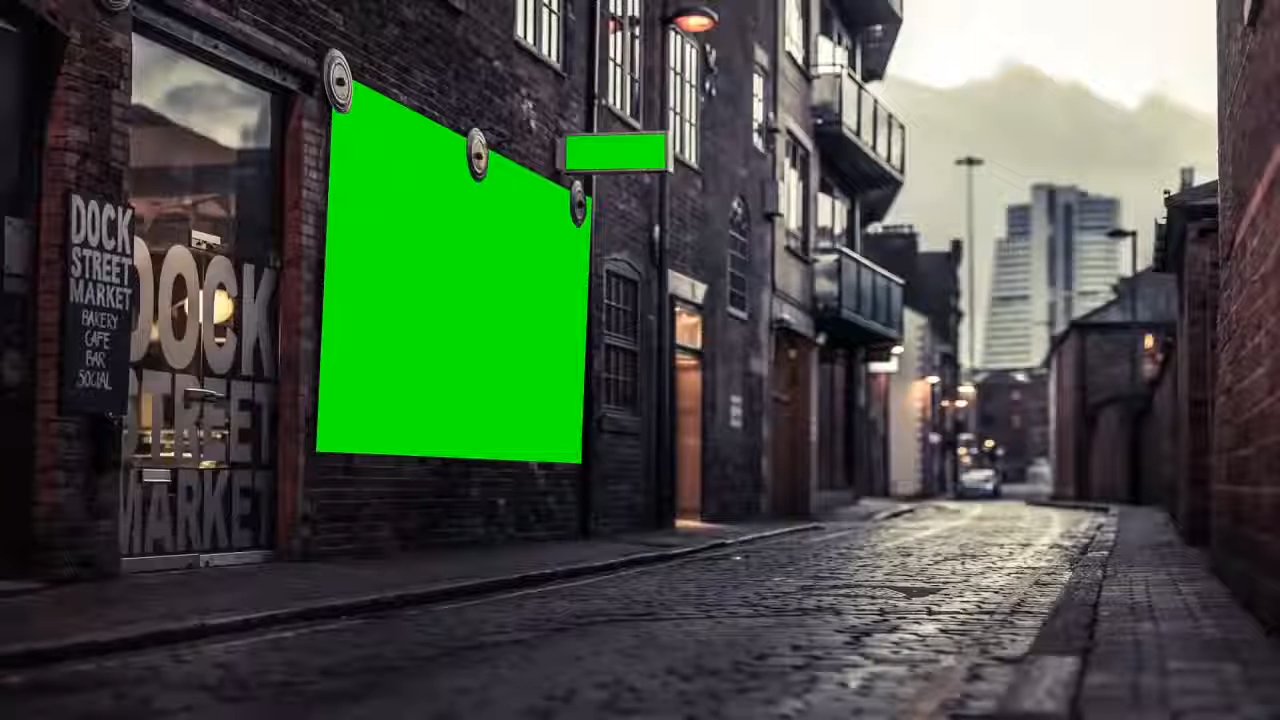 DOCK
STREET
MARKET
BAKERY
CAFE
BAR
SOCIAL
DOCK
STREET
MARKET